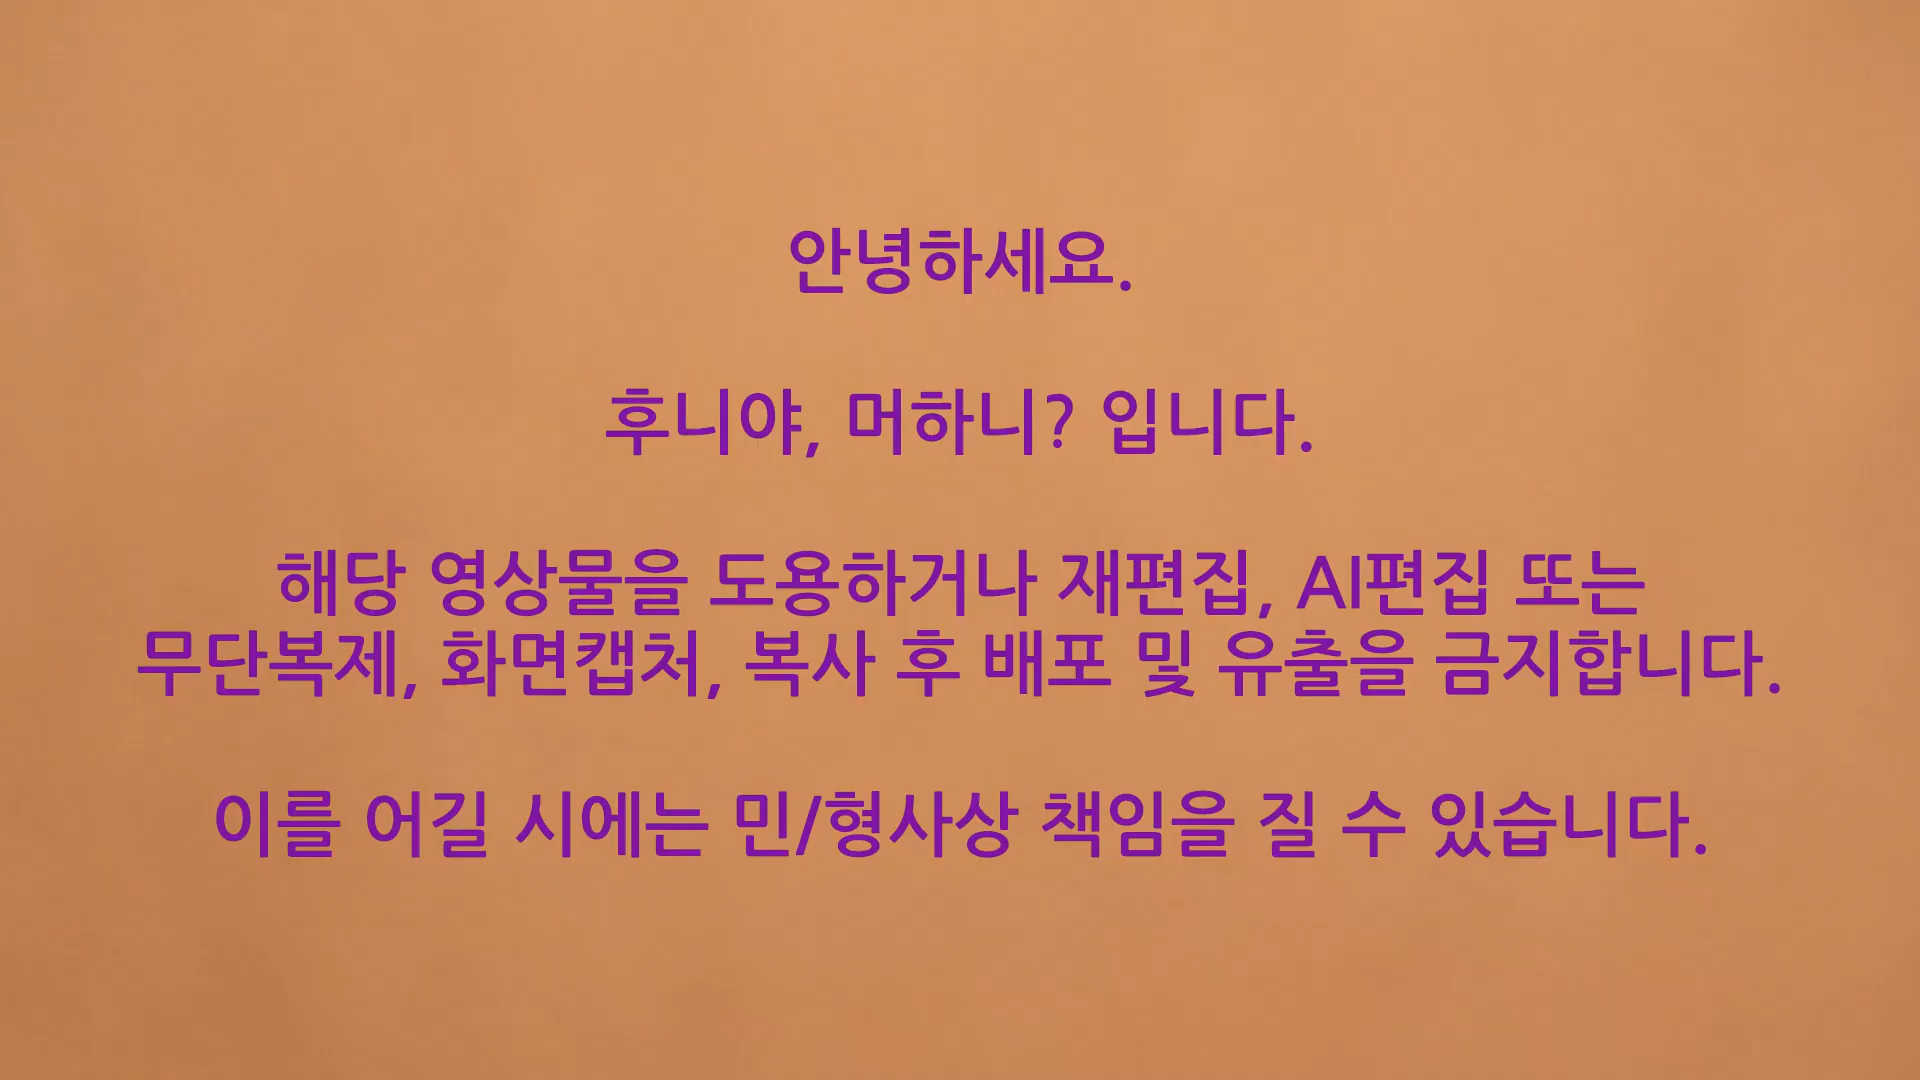 안녕하세요.
후니야, 머하니? 입니다.
해당 영상물을 도용하거나 재편집, AI편집 또는
무단복제, 화면캡처, 복사 후 배포 및 유출을 금지합니다.
이를 어길 시에는 민/형사상 책임을 질 수 있습니다.